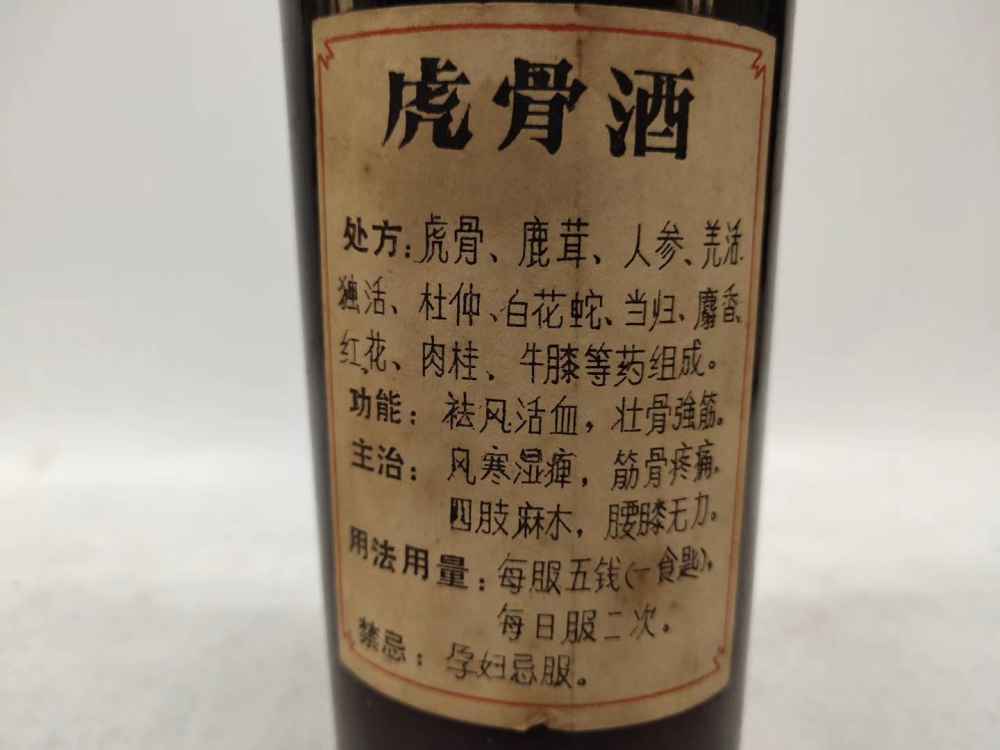 虎骨酒
处方：虎骨、鹿茸、人参、羌活、
独活、杜仲、白花蛇、当归、麝香、
红花、肉桂、牛膝等药组成。
功能：祛风活血，壮骨強筋。
主治：风寒湿痺，筋骨疼痛，
四肢麻木，腰膝无力。
用法用量：每服五钱(一食匙)，
每日服二次。
禁忌：孕妇忌服。